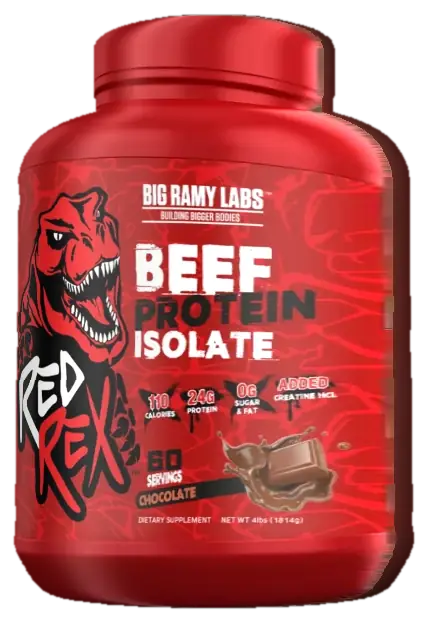 BIG RAMY LABS™
BUILDING BIGGER BODIES
BEEF
PROTEIN
ISOLATE
RED
REX
110 CALORIES
24G PROTEIN
0G SUGAR & FAT
ADDED CREATINE HCL
60
SERVINGS
CHOCOLATE
DIETARY SUPPLEMENT NET WT 4lbs (1814g)